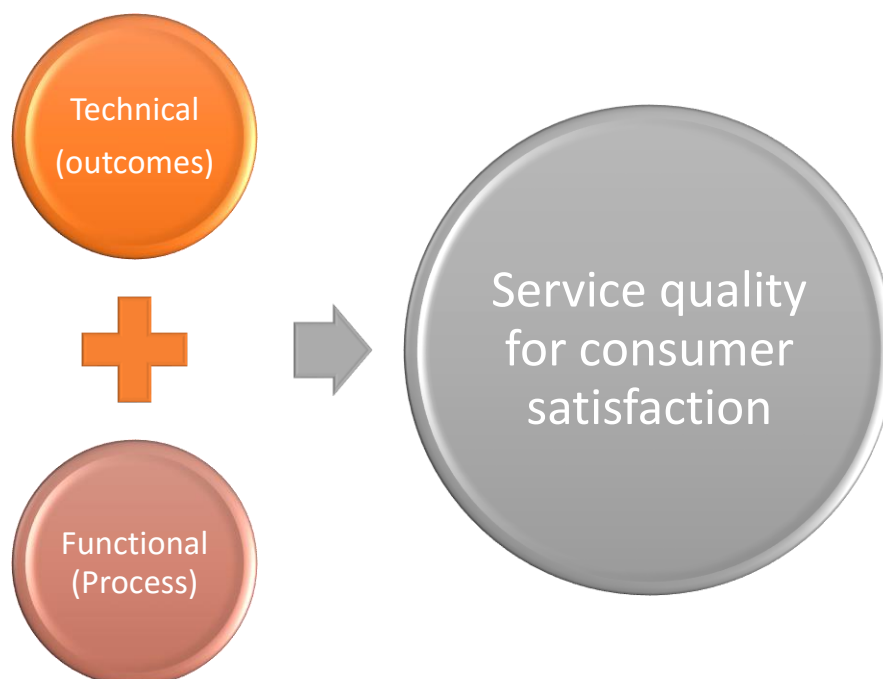 Technical
(outcomes)
Functional
(Process)
Service quality
for consumer
satisfaction